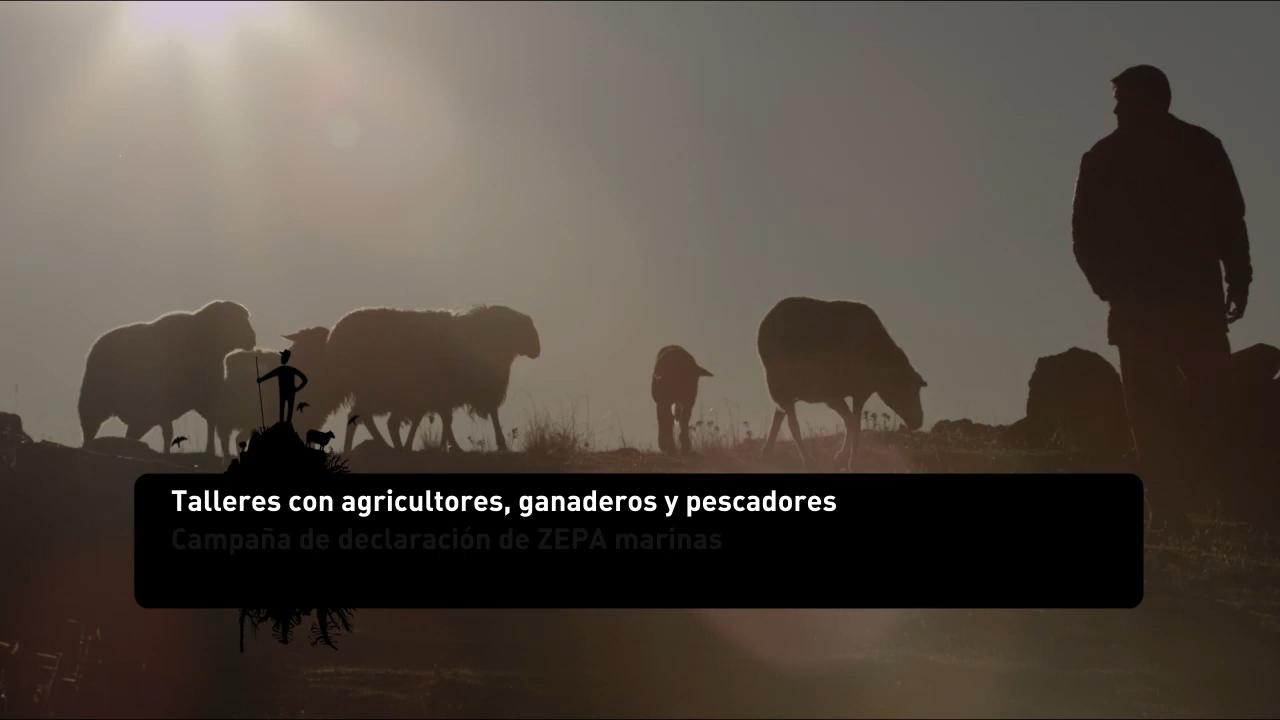 Talleres con agricultores, ganaderos y pescadores
Campaña de declaración de ZEPA marinas